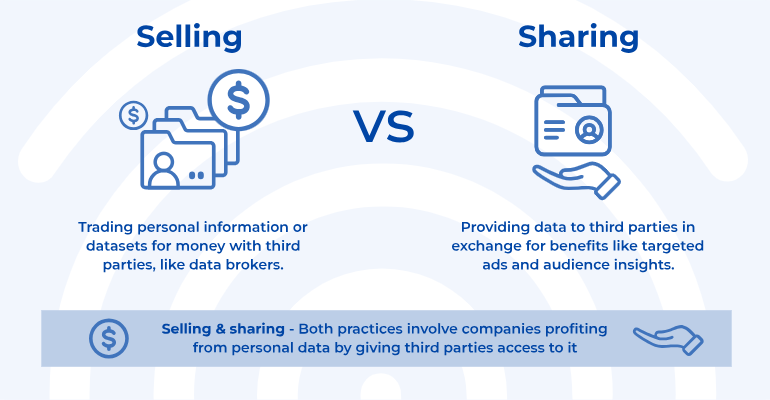 Selling
Sharing
$
$
VS
Trading personal information or
datasets for money with third
parties, like data brokers.
Providing data to third parties in
exchange for benefits like targeted
ads and audience insights.
$
Selling & sharing - Both practices involve companies profiting
from personal data by giving third parties access to it